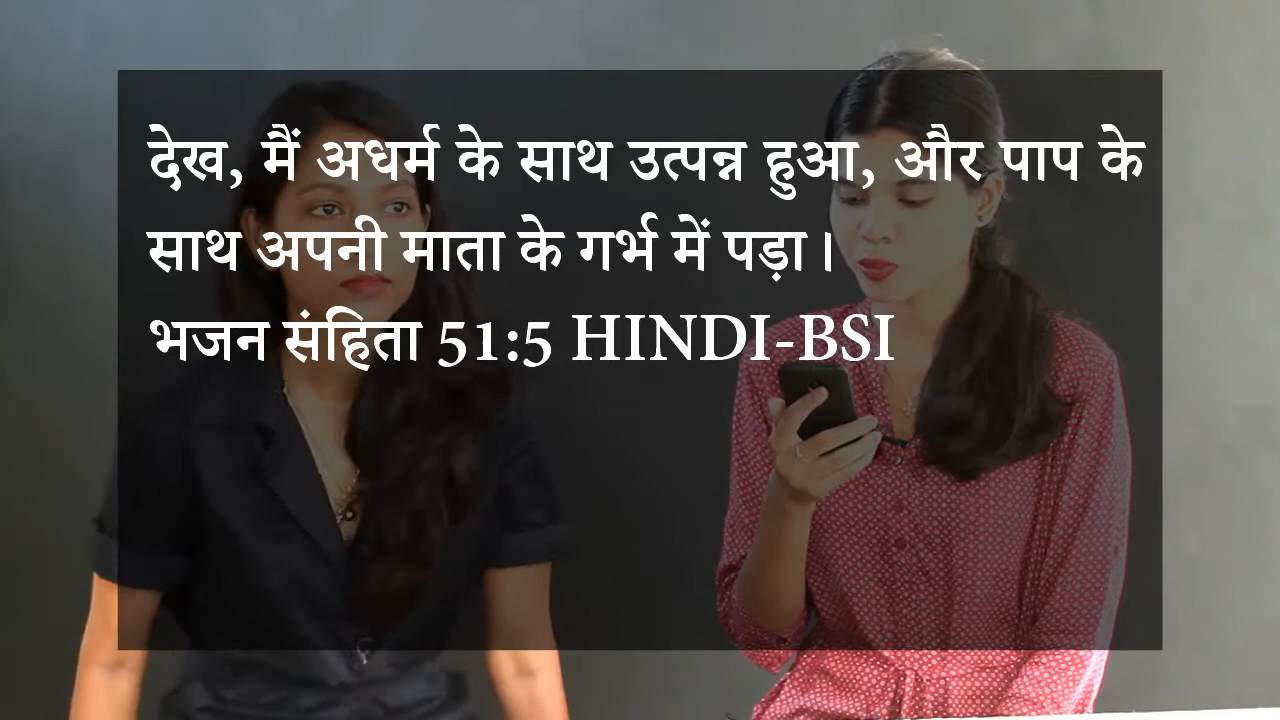 देख, मैं अधर्म के साथ उत्पन्न हुआ, और पाप के
साथ अपनी माता के गर्भ में पड़ा।
भजन संहिता 51:5 HINDI-BSI